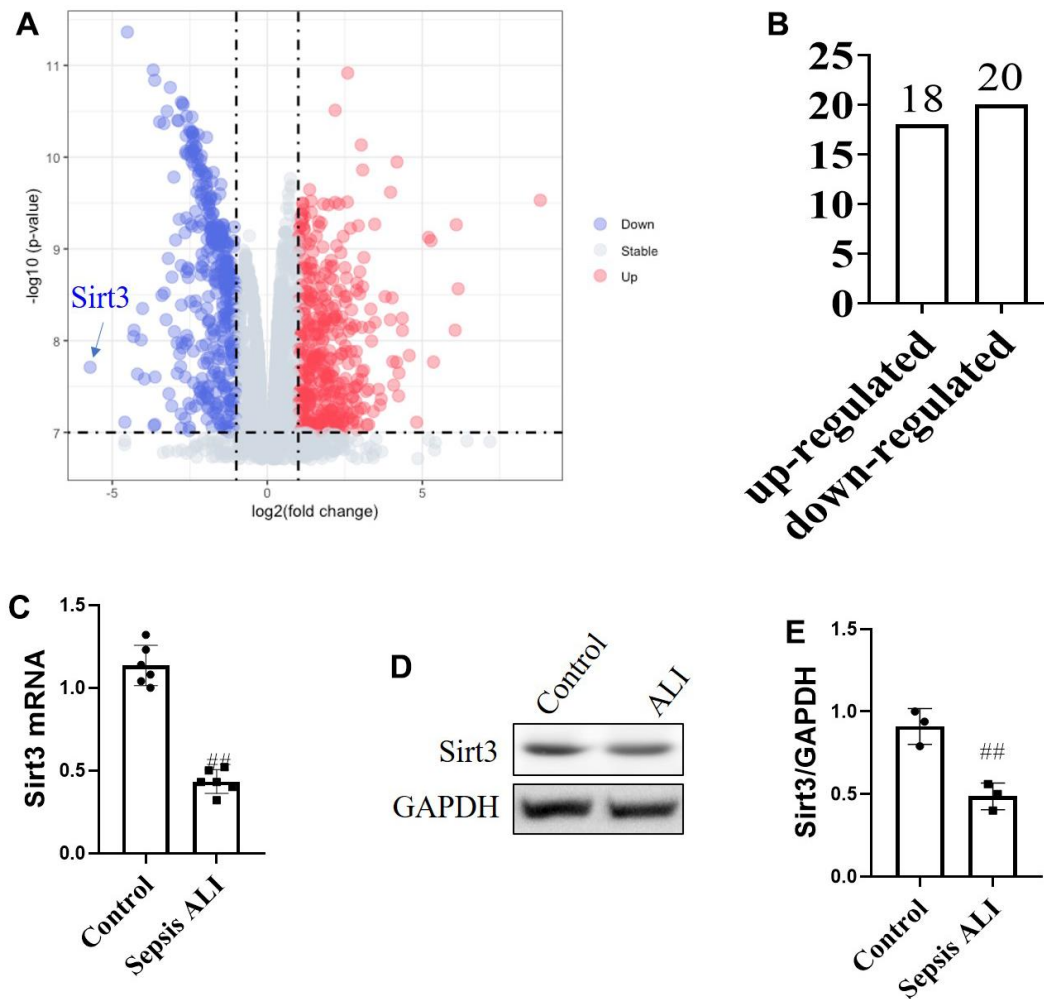 A
-log10 (p-value)
11
10
9
8
7
Sirt3
-5
0
5
log2(fold change)
Down
Stable
Up
B
25
20
15
10
5
0
18
20
up-regulated
down-regulated
C
Sirt3 mRNA
1.5
1.0
0.5
0.0
##
Control
Sepsis ALI
D
Control
ALI
Sirt3
GAPDH
E
Sirt3/GAPDH
1.5
1.0
0.5
0.0
##
Control
Sepsis ALI